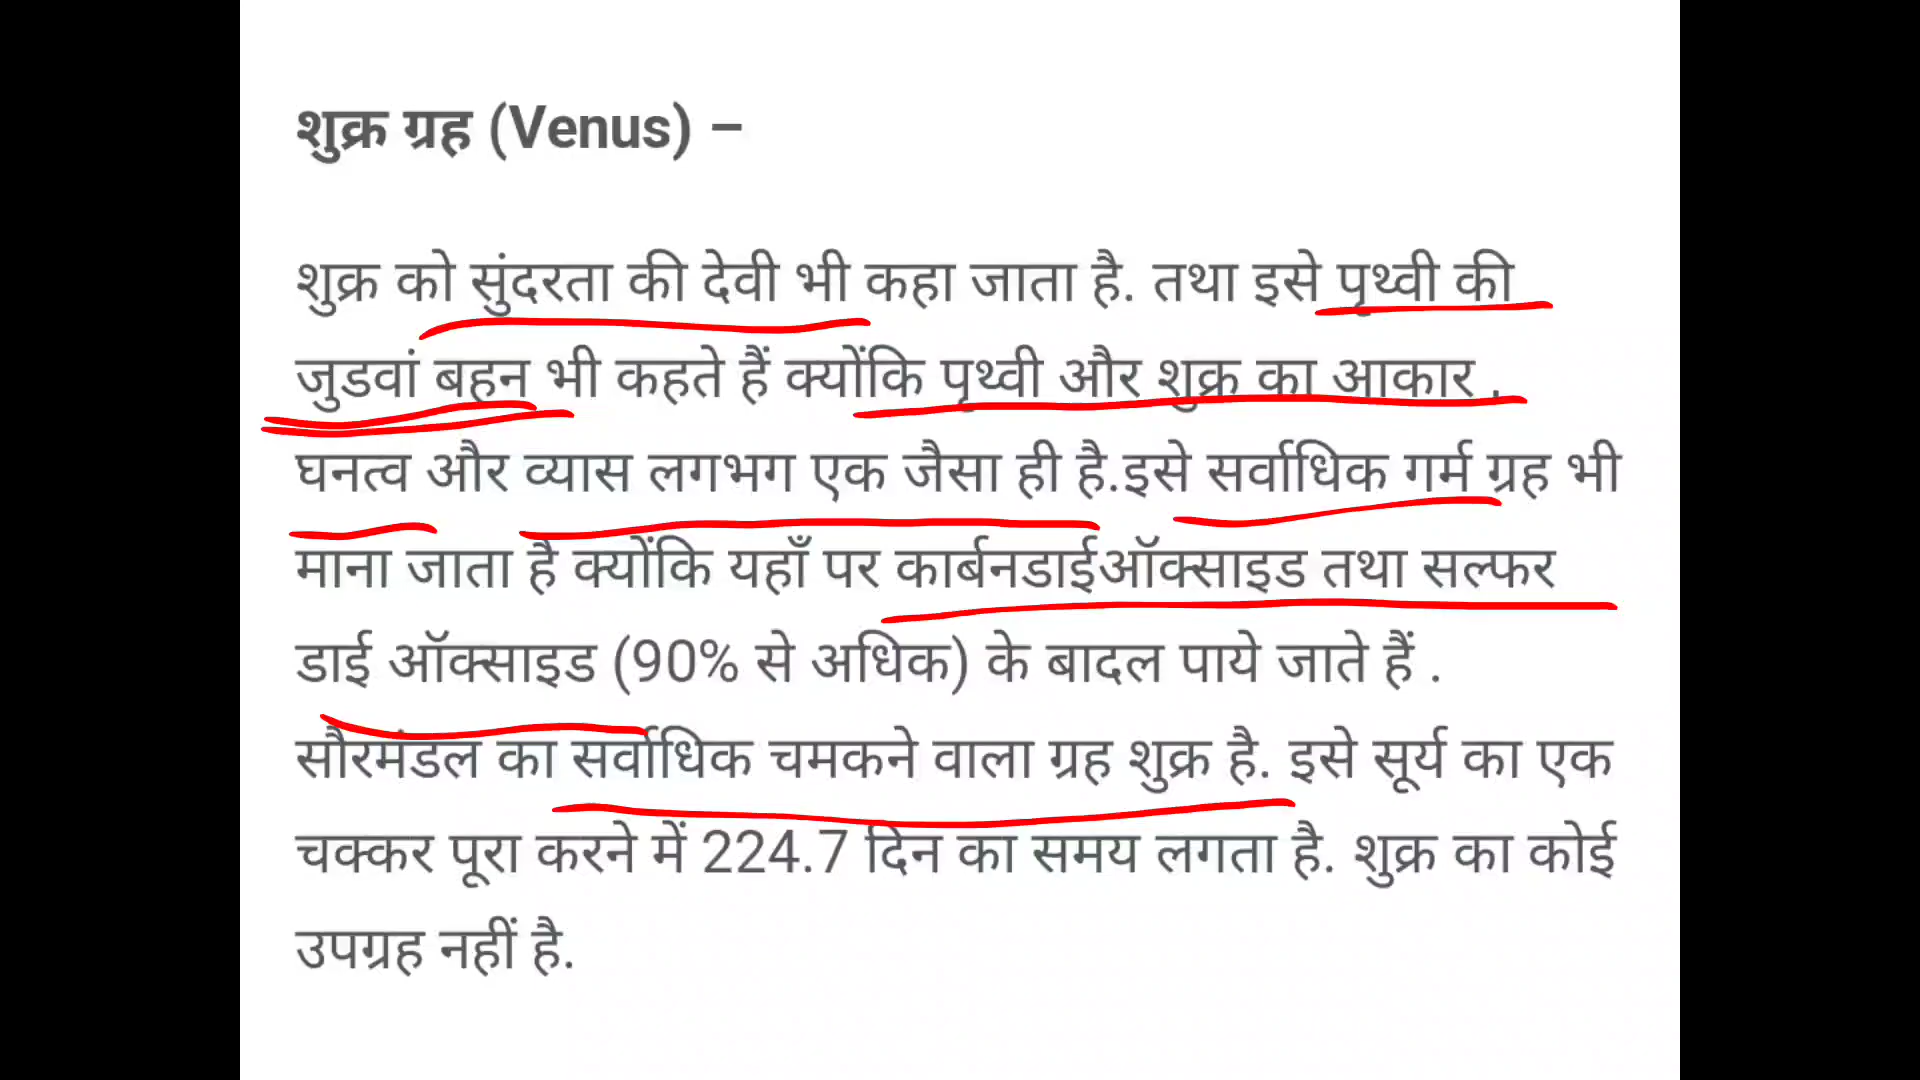 शुक्र ग्रह (Venus) –
शुक्र को सुंदरता की देवी भी कहा जाता है. तथा इसे पृथ्वी की
जुडवां बहन भी कहते हैं क्योंकि पृथ्वी और शुक्र का आकार ,
घनत्व और व्यास लगभग एक जैसा ही है.इसे सर्वाधिक गर्म ग्रह भी
माना जाता है क्योंकि यहाँ पर कार्बनडाईऑक्साइड तथा सल्फर
डाई ऑक्साइड (90% से अधिक) के बादल पाये जाते हैं .
सौरमंडल का सर्वाधिक चमकने वाला ग्रह शुक्र है. इसे सूर्य का एक
चक्कर पूरा करने में 224.7 दिन का समय लगता है. शुक्र का कोई
उपग्रह नहीं है.